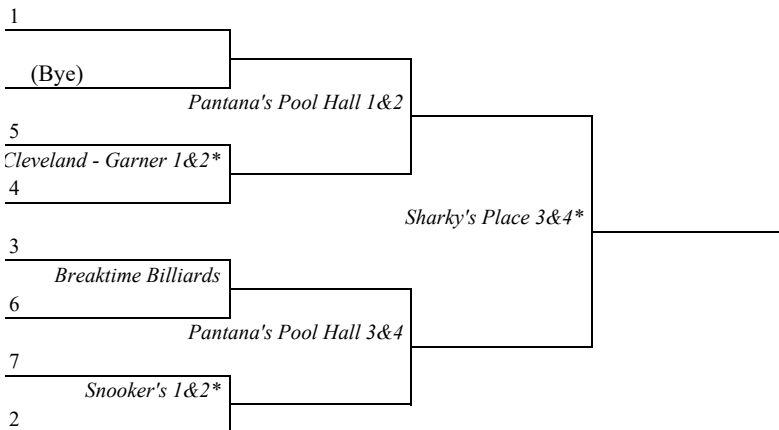 1
(Bye)
Pantana's Pool Hall 1&2
5
Cleveland - Garner 1&2*
4
Sharky's Place 3&4*
3
Breaktime Billiards
6
Pantana's Pool Hall 3&4
7
Snooker's 1&2*
2